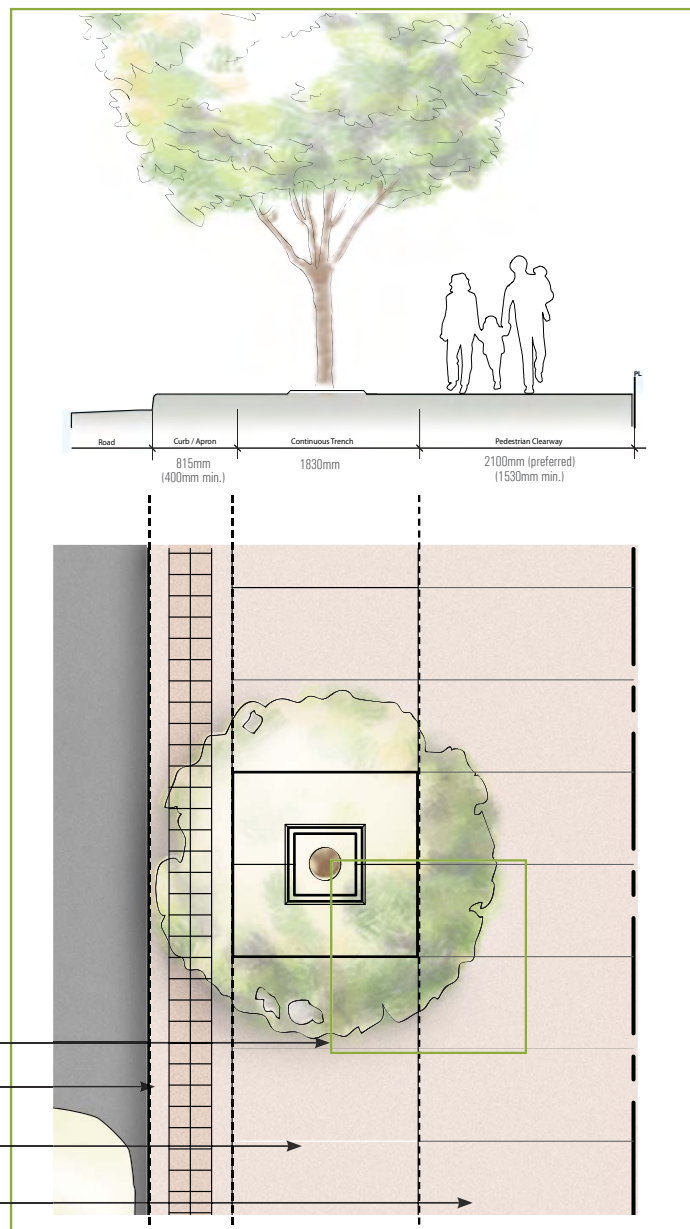 PL
Road
Curb / Apron
Continuous Trench
Pedestrian Clearway
815mm
(400mm min.)
1830mm
2100mm (preferred)
(1530mm min.)